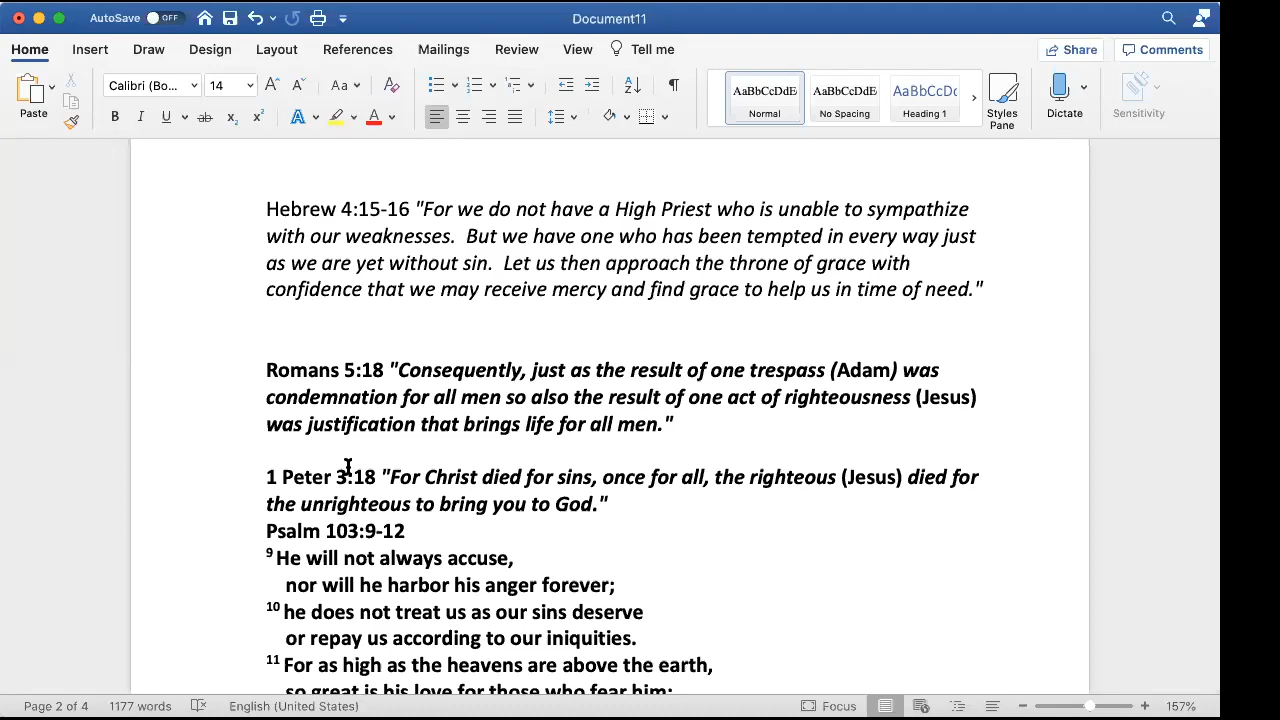 AutoSave OFF Document11
Home Insert Draw Design Layout References Mailings Review View Tell me Share Comments
Paste Calibri (Bo... 14 AaBbCcDdE AaBbCcDdE AaBbCcDc
Normal No Spacing Heading 1 Styles Pane Dictate Sensitivity
Hebrew 4:15-16 "For we do not have a High Priest who is unable to sympathize
with our weaknesses.  But we have one who has been tempted in every way just
as we are yet without sin.  Let us then approach the throne of grace with
confidence that we may receive mercy and find grace to help us in time of need."
Romans 5:18 "Consequently, just as the result of one trespass (Adam) was
condemnation for all men so also the result of one act of righteousness (Jesus)
was justification that brings life for all men."
1 Peter 3:18 "For Christ died for sins, once for all, the righteous (Jesus) died for
the unrighteous to bring you to God."
Psalm 103:9-12
9 He will not always accuse,
nor will he harbor his anger forever;
10 he does not treat us as our sins deserve
or repay us according to our iniquities.
11 For as high as the heavens are above the earth,
so great is his love for those who fear him;
Page 2 of 4 1177 words English (United States) Focus 157%